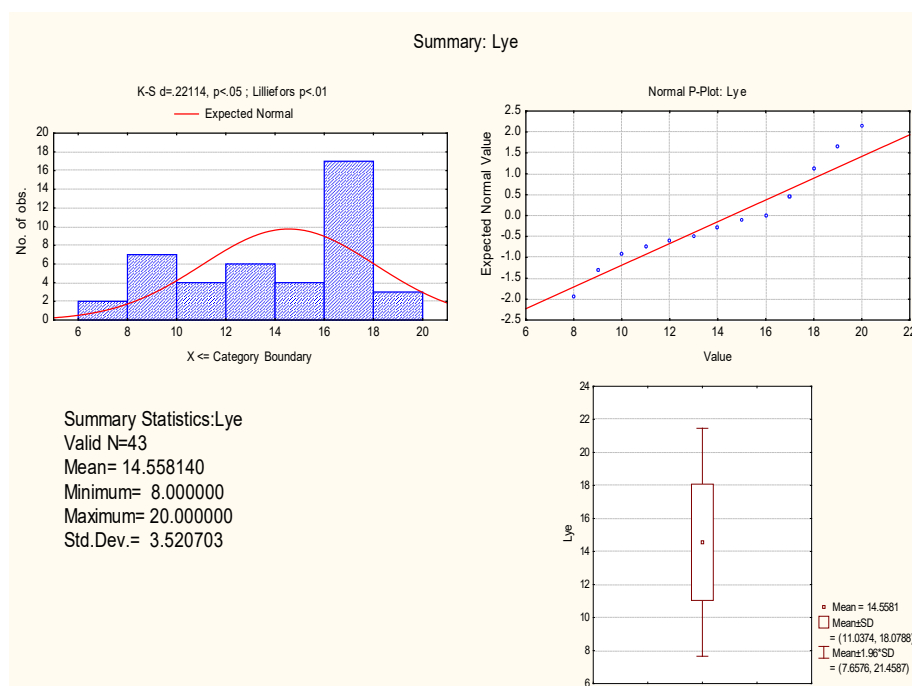 Summary: Lye
K-S d=.22114, p<.05 ; Lilliefors p<.01
Expected Normal
No. of obs.
20
18
16
14
12
10
8
6
4
2
0
6 8 10 12 14 16 18 20
X <= Category Boundary
Normal P-Plot: Lye
Expected Normal Value
2.5
2.0
1.5
1.0
0.5
0.0
-0.5
-1.0
-1.5
-2.0
-2.5
6 8 10 12 14 16 18 20 22
Value
Summary Statistics:Lye
Valid N=43
Mean= 14.558140
Minimum= 8.000000
Maximum= 20.000000
Std.Dev.= 3.520703
Lye
24
22
20
18
16
14
12
10
8
6
Mean = 14.5581
Mean±SD
= (11.0374, 18.0788)
Mean±1.96*SD
= (7.6576, 21.4587)